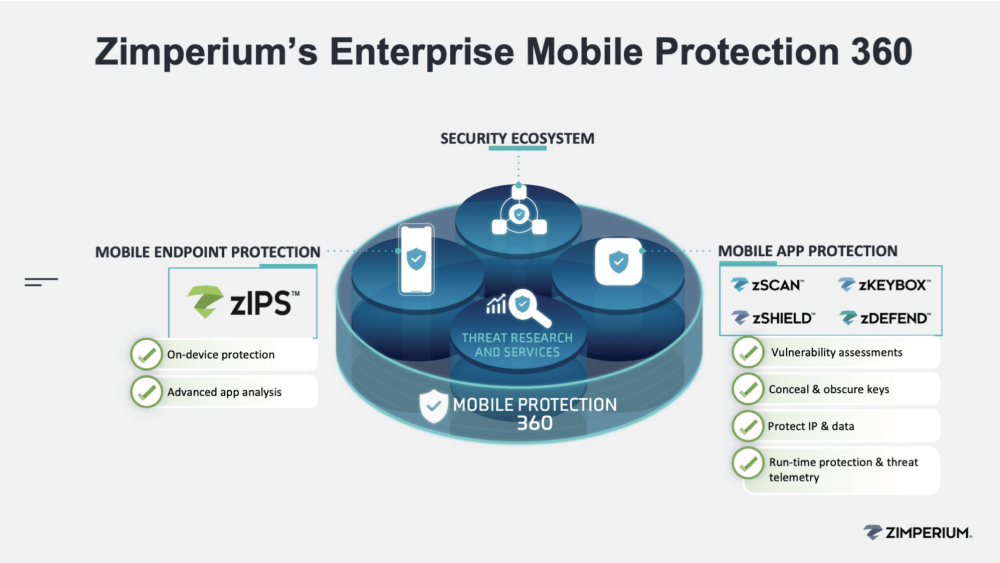 Zimperium’s Enterprise Mobile Protection 360
SECURITY ECOSYSTEM
MOBILE ENDPOINT PROTECTION
zIPS™
On-device protection
Advanced app analysis
THREAT RESEARCH
AND SERVICES
MOBILE PROTECTION
360
MOBILE APP PROTECTION
zSCAN™
zKEYBOX™
zSHIELD™
zDEFEND™
Vulnerability assessments
Conceal & obscure keys
Protect IP & data
Run-time protection & threat
telemetry
ZIMPERIUM.